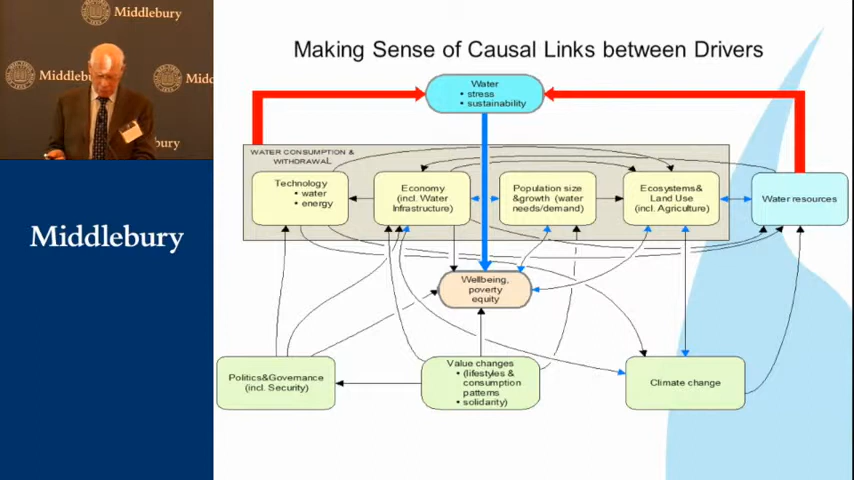 Middlebury
Middlebury
Middlebury
Making Sense of Causal Links between Drivers
Water
• stress
• sustainability
WATER CONSUMPTION &
WITHDRAWAL
Technology
• water
• energy
Economy
(incl. Water
Infrastructure)
Population size
&growth (water
needs/demand)
Ecosystems&
Land Use
(incl. Agriculture)
Water resources
Wellbeing,
poverty
equity
Politics&Governance
(incl. Security)
Value changes
• (lifestyles &
consumption
patterns
• solidarity)
Climate change